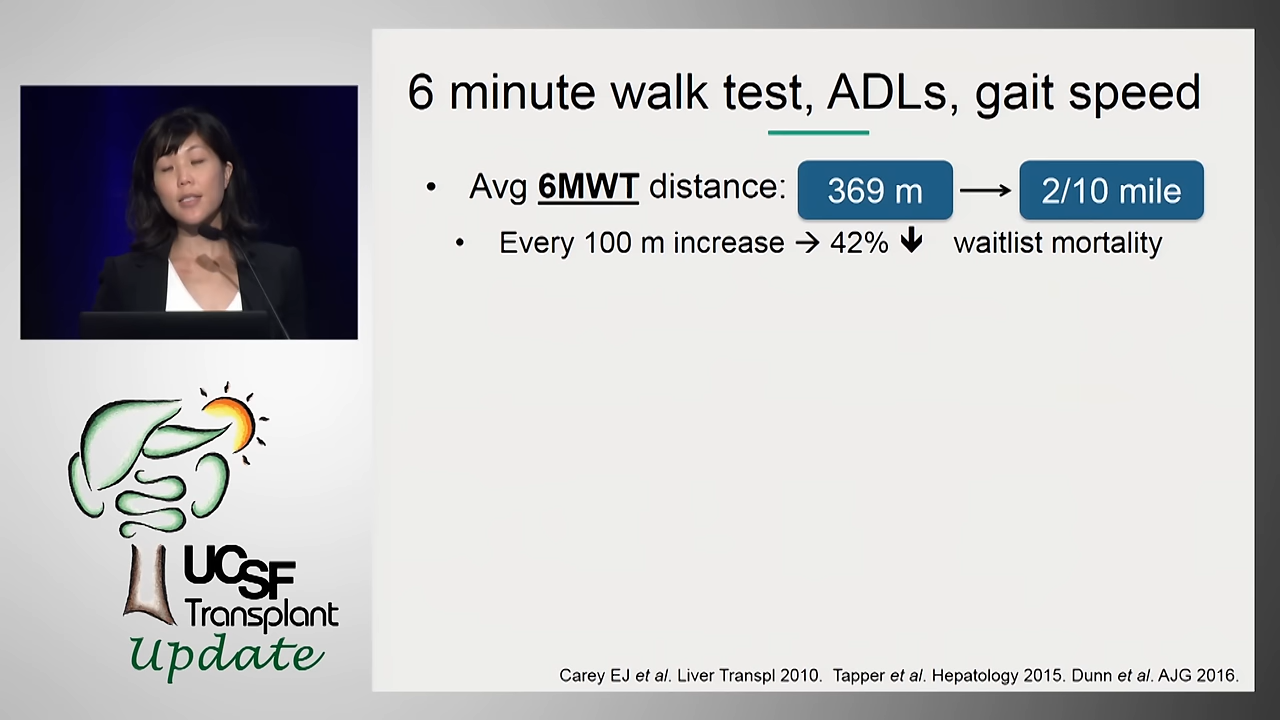 6 minute walk test, ADLs, gait speed
• Avg 6MWT distance: 369 m → 2/10 mile
• Every 100 m increase → 42% 🡇 waitlist mortality
UCSF
Transplant
Update
Carey EJ et al. Liver Transpl 2010. Tapper et al. Hepatology 2015. Dunn et al. AJG 2016.